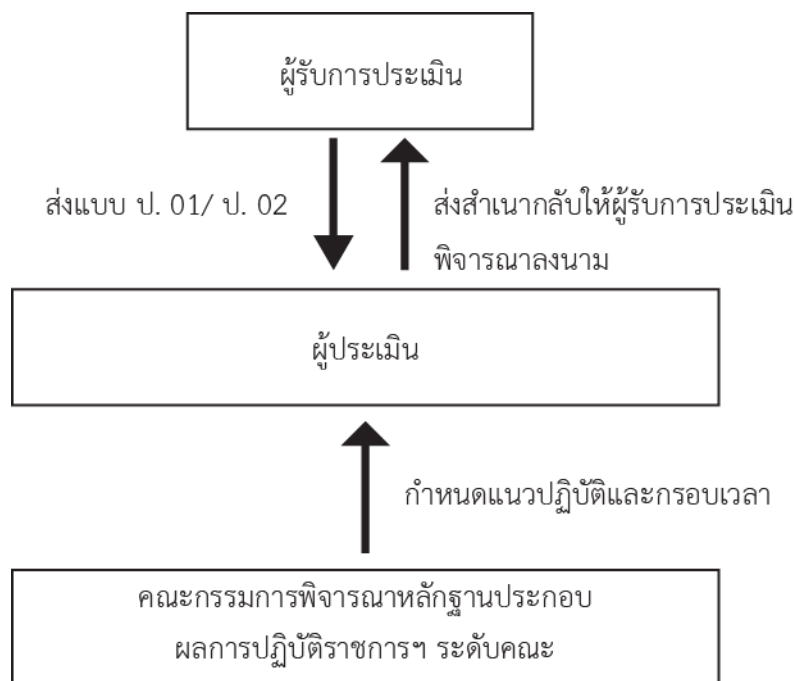 ผู้รับการประเมิน
ส่งแบบ ป. 01/ ป. 02
ส่งสำเนากลับให้ผู้รับการประเมิน
พิจารณาลงนาม
ผู้ประเมิน
กำหนดแนวปฏิบัติและกรอบเวลา
คณะกรรมการพิจารณาหลักฐานประกอบ
ผลการปฏิบัติราชการฯ ระดับคณะ